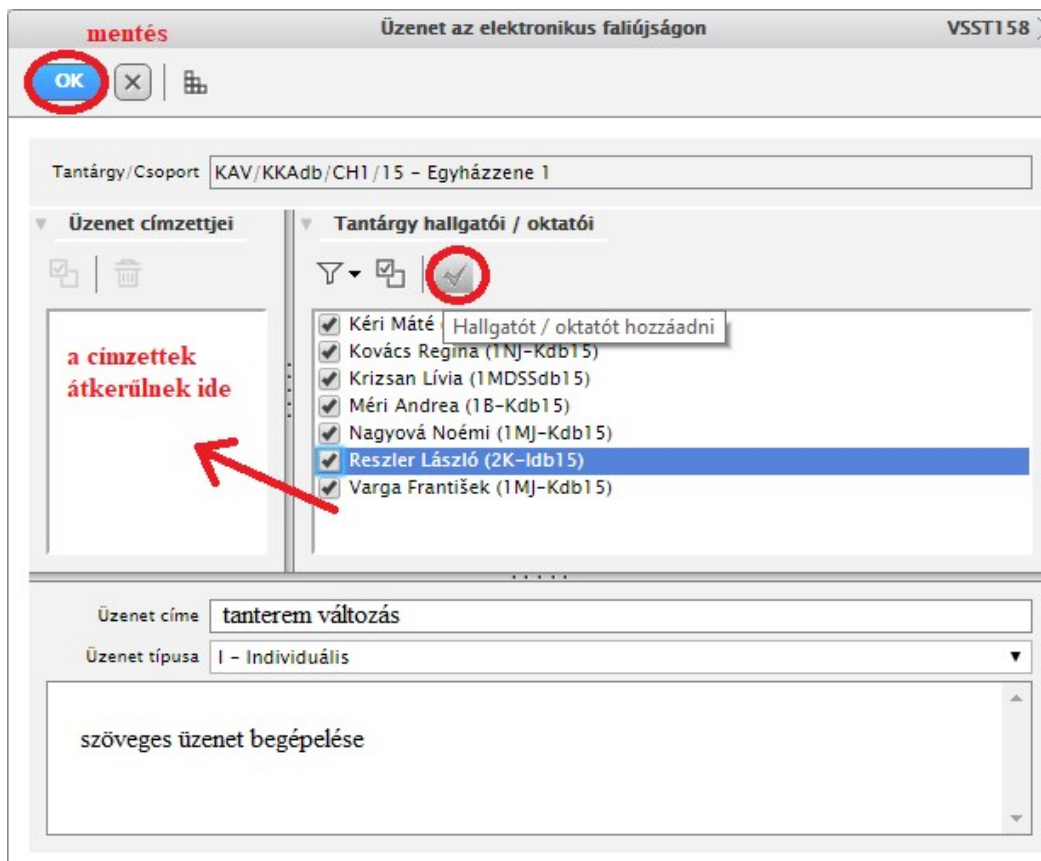 mentés
Üzenet az elektronikus faliújságon
VSST158
OK
Tantárgy/Csoport KAV/KKAdb/CH1/15 - Egyházzene 1
Üzenet címzettjei
Tantárgy hallgatói / oktatói
a címzettek
átkerülnek ide
Kéri Máté (
Hallgatót / oktatót hozzáadni
Kovács Regina (1NJ-Kdb15)
Krizsan Lívia (1MDSSdb15)
Méri Andrea (1B-Kdb15)
Nagyová Noémi (1MJ-Kdb15)
Reszler László (2K-Idb15)
Varga František (1MJ-Kdb15)
Üzenet címe tanterem változás
Üzenet típusa I - Individuális
szöveges üzenet begépelése